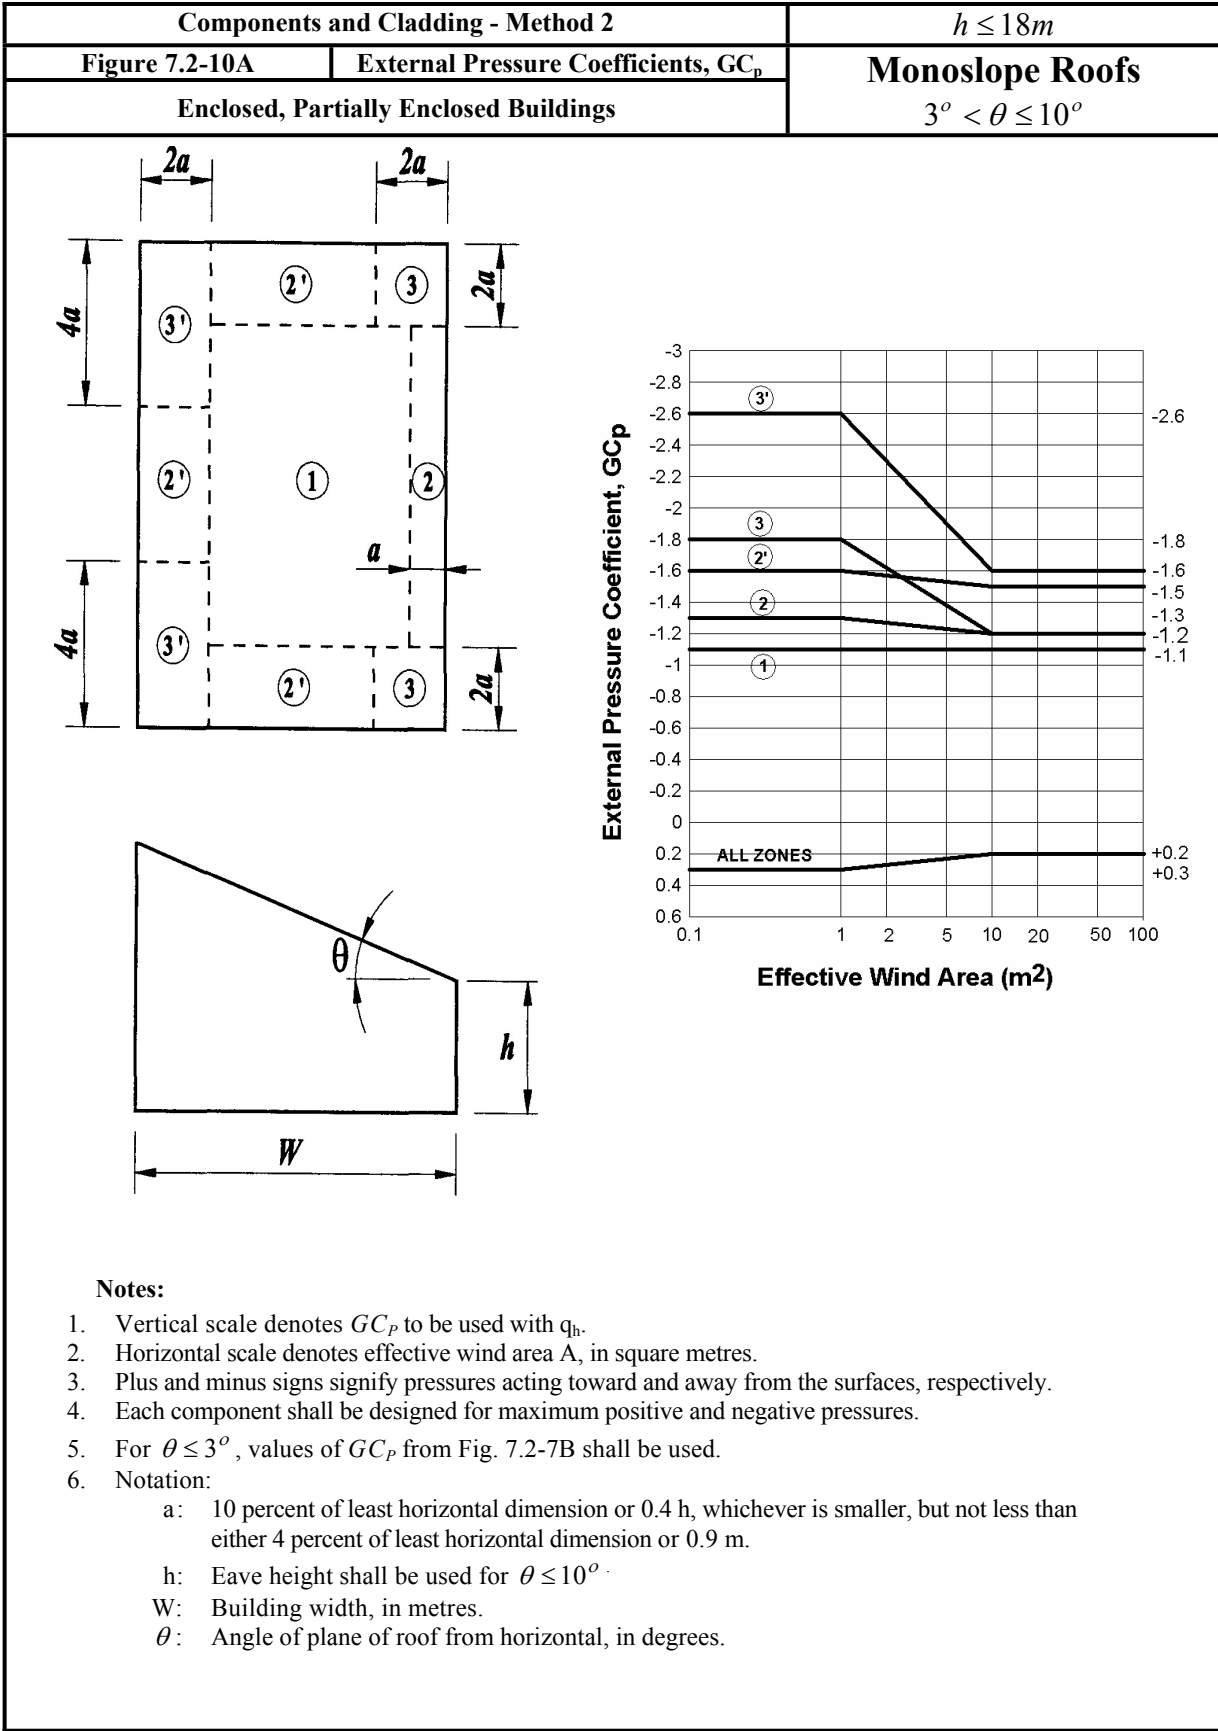 Components and Cladding - Method 2
h ≤ 18m
Figure 7.2-10A
External Pressure Coefficients, GCp
Monoslope Roofs
Enclosed, Partially Enclosed Buildings
3° < θ ≤ 10°
2a
2a
4a
2'
3
2a
3'
2'
1
2
a
4a
3'
2'
3
2a
External Pressure Coefficient, GCp
-3
-2.8
-2.6
-2.4
-2.2
-2
-1.8
-1.6
-1.4
-1.2
-1
-0.8
-0.6
-0.4
-0.2
0
0.2
0.4
0.6
3'
3
2'
2
1
ALL ZONES
-2.6
-1.8
-1.6
-1.5
-1.3
-1.2
-1.1
+0.2
+0.3
0.1 1 2 5 10 20 50 100
Effective Wind Area (m2)
θ
h
W
Notes:
1. Vertical scale denotes GCP to be used with qh.
2. Horizontal scale denotes effective wind area A, in square metres.
3. Plus and minus signs signify pressures acting toward and away from the surfaces, respectively.
4. Each component shall be designed for maximum positive and negative pressures.
5. For θ ≤ 3°, values of GCP from Fig. 7.2-7B shall be used.
6. Notation:
a: 10 percent of least horizontal dimension or 0.4 h, whichever is smaller, but not less than
either 4 percent of least horizontal dimension or 0.9 m.
h: Eave height shall be used for θ ≤ 10°.
W: Building width, in metres.
θ: Angle of plane of roof from horizontal, in degrees.